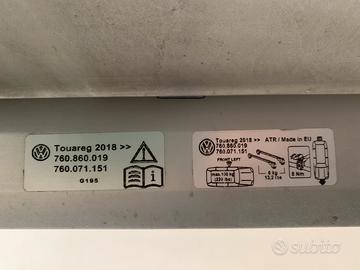 Touareg 2018 >>
760.860.019
760.071.151
G195
Touareg 2018 >> ATR / Made in EU
760.860.019
760.071.151
FRONT LEFT
max. 100 kg
(220 lbs)
6 kg
13,2 lbs
8 Nm
subito